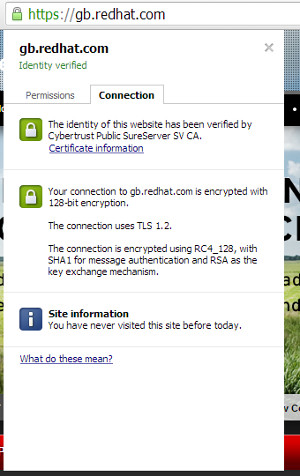 https://gb.redhat.com
gb.redhat.com
Identity verified
Permissions
Connection
The identity of this website has been verified by
Cybertrust Public SureServer SV CA.
Certificate information
Your connection to gb.redhat.com is encrypted with
128-bit encryption.
The connection uses TLS 1.2.
The connection is encrypted using RC4_128, with
SHA1 for message authentication and RSA as the
key exchange mechanism.
Site information
You have never visited this site before today.
What do these mean?